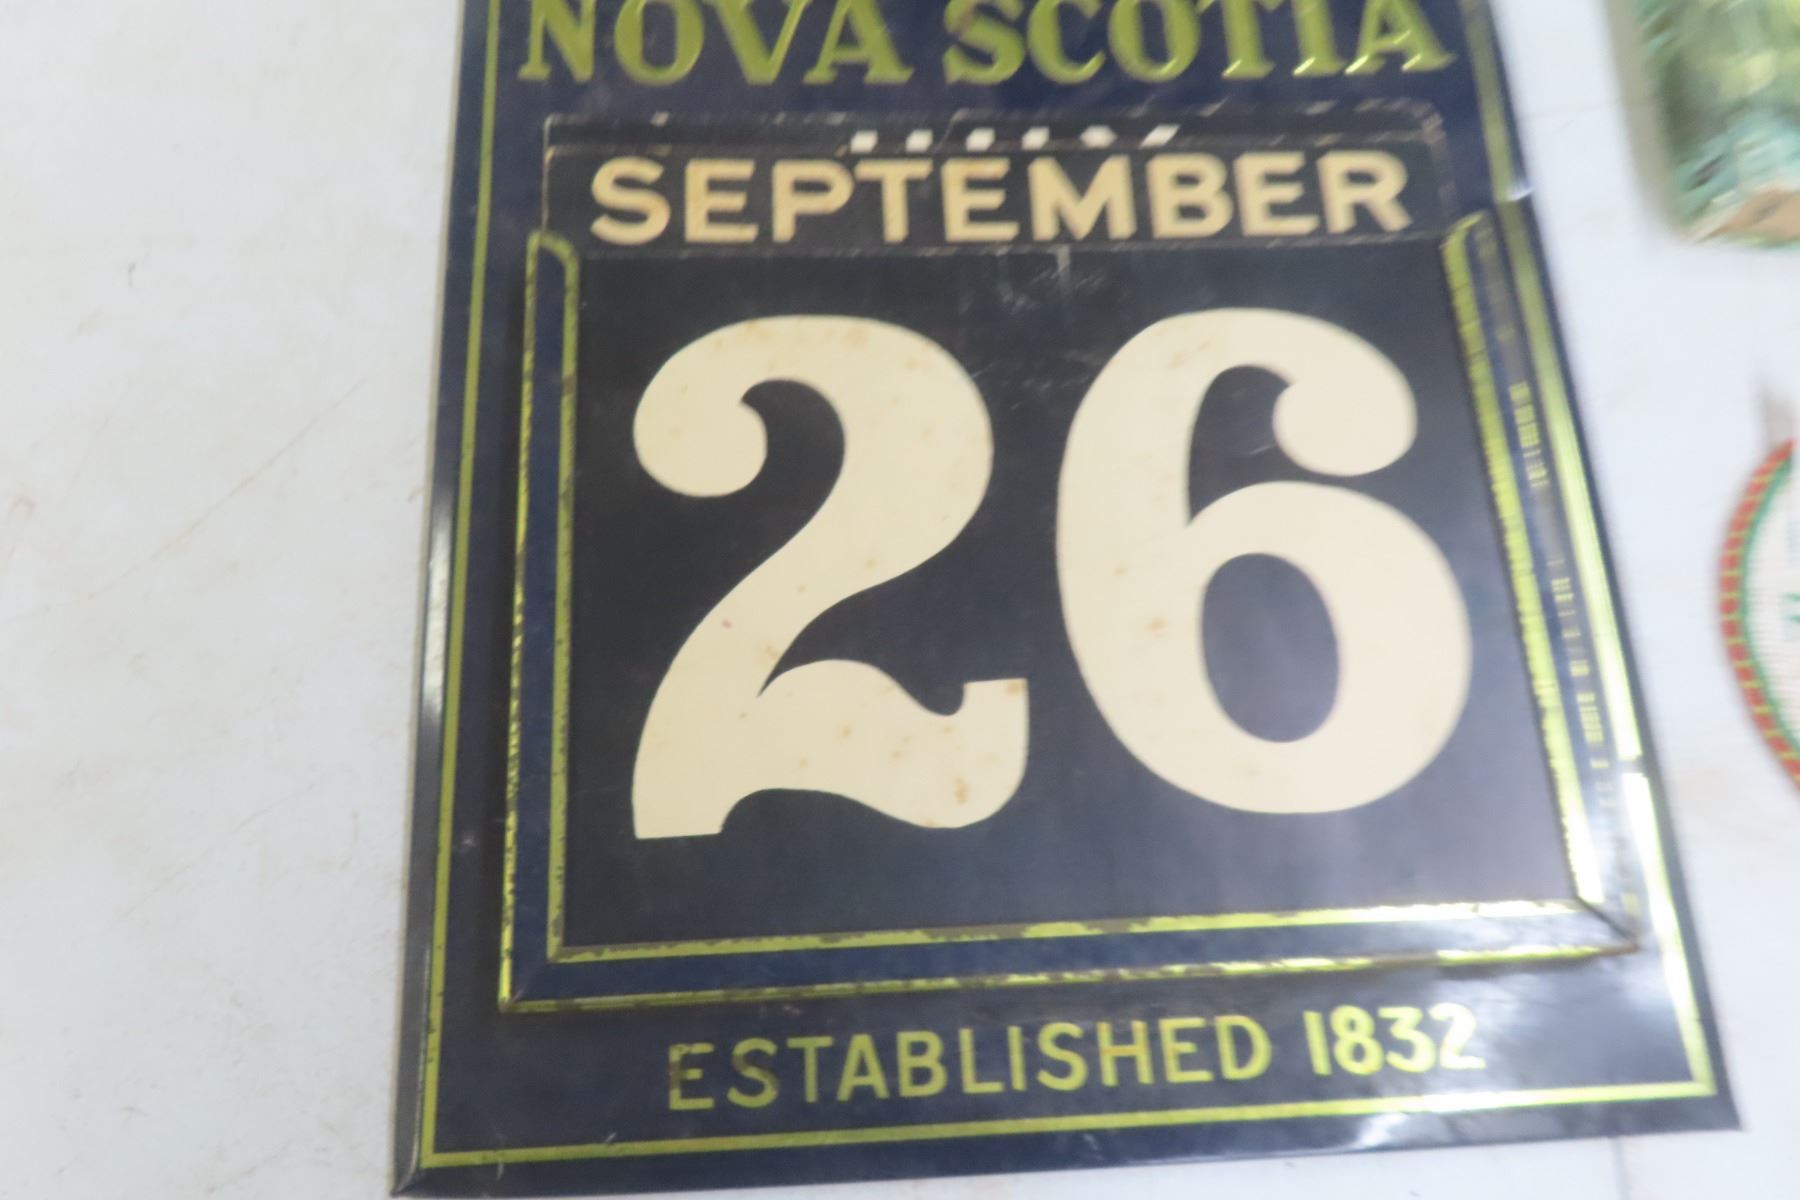 NOVA SCOTIA
SEPTEMBER
26
ESTABLISHED 1832